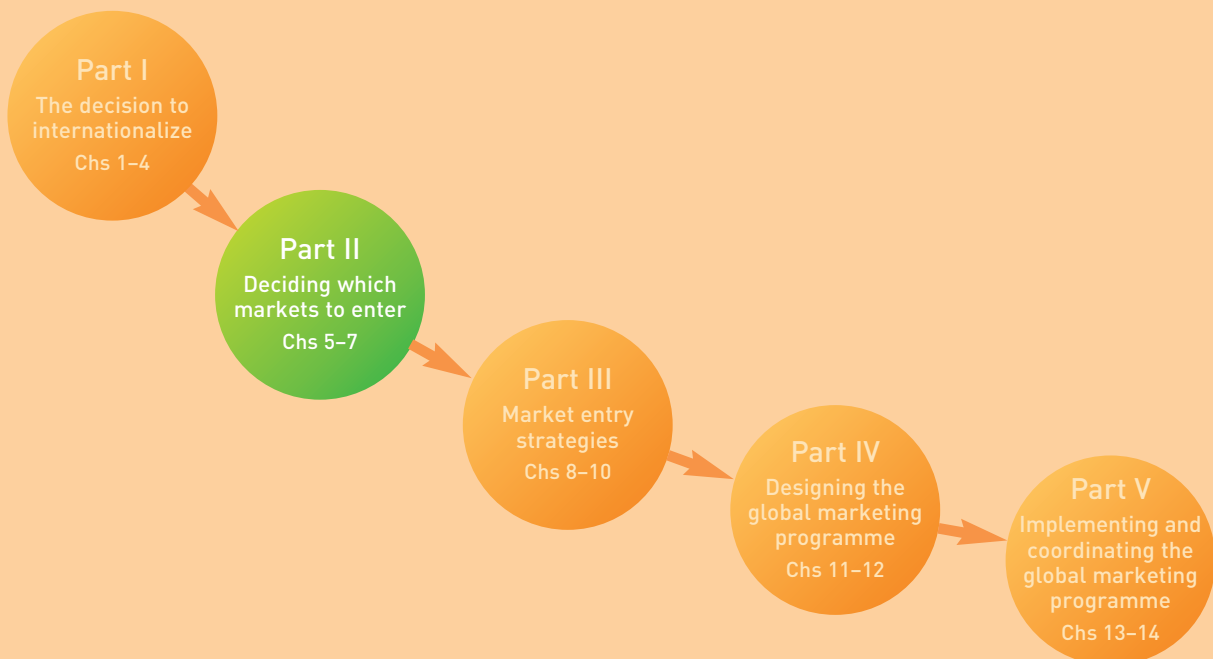 Part I
The decision to
internationalize
Chs 1–4
Part II
Deciding which
markets to enter
Chs 5–7
Part III
Market entry
strategies
Chs 8–10
Part IV
Designing the
global marketing
programme
Chs 11–12
Part V
Implementing and
coordinating the
global marketing
programme
Chs 13–14